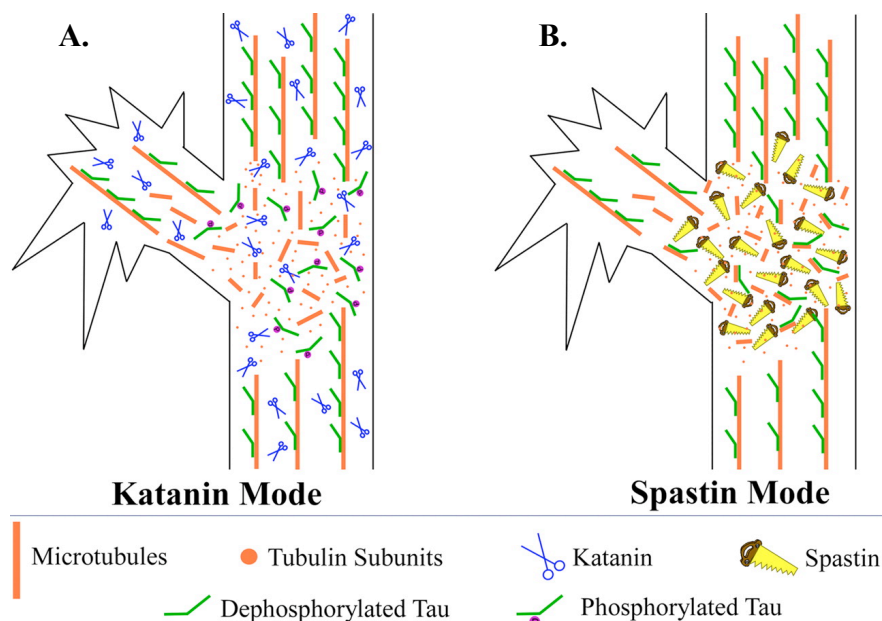 A.
B.
Katanin Mode
Spastin Mode
Microtubules
Tubulin Subunits
Katanin
Spastin
Dephosphorylated Tau
Phosphorylated Tau